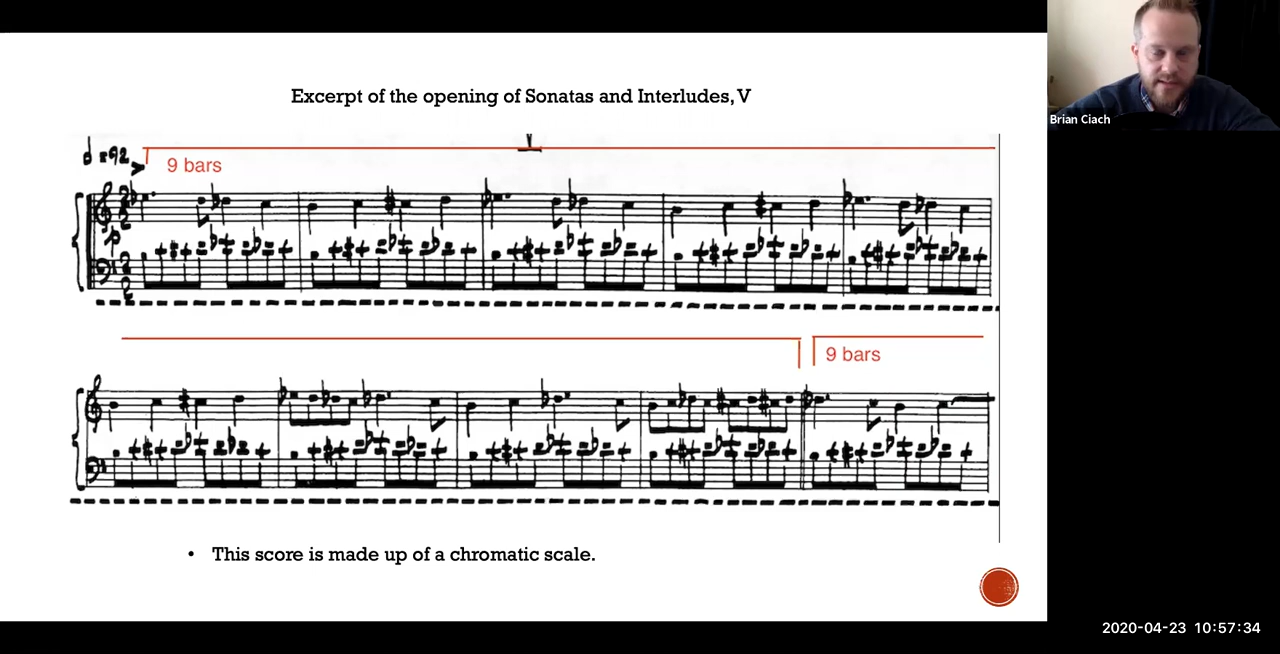 Excerpt of the opening of Sonatas and Interludes, V
V
=92
9 bars
p
9 bars
• This score is made up of a chromatic scale.
Brian Ciach
2020-04-23 10:57:34